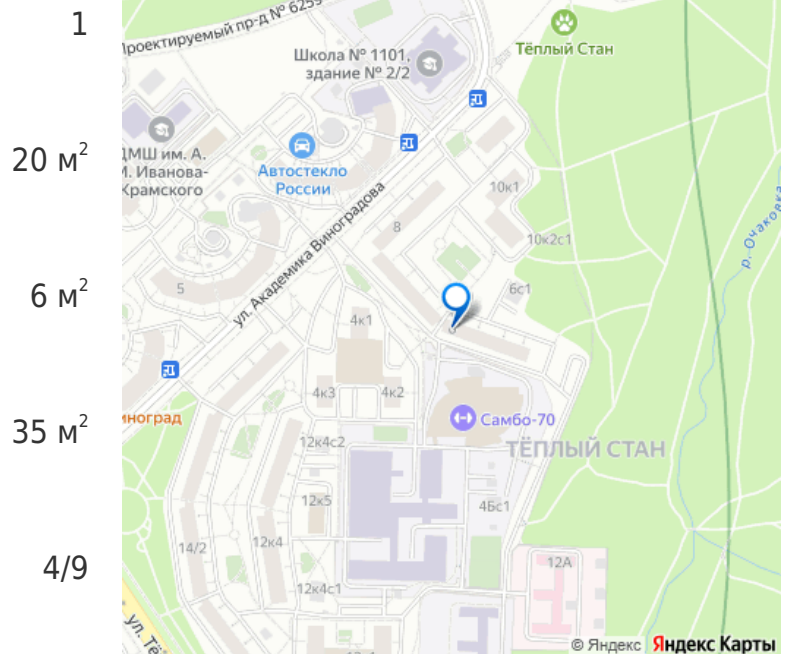 1
20 м²
6 м²
35 м²
4/9
Проектируемый пр-д № 6259
Школа № 1101,
здание № 2/2
Тёплый Стан
ДМШ им. А.
М. Иванова-
Крамского
Автостекло
России
10к1
10к2с1
р. Очаковка
8
ул. Академика Виноградова
5
6с1
6
4к1
4к3
4к2
Виноград
Самбо-70
ТЁПЛЫЙ СТАН
12к4с2
12к5
4Бс1
14/2
12к4
12А
12к4с1
© Яндекс Яндекс Карты